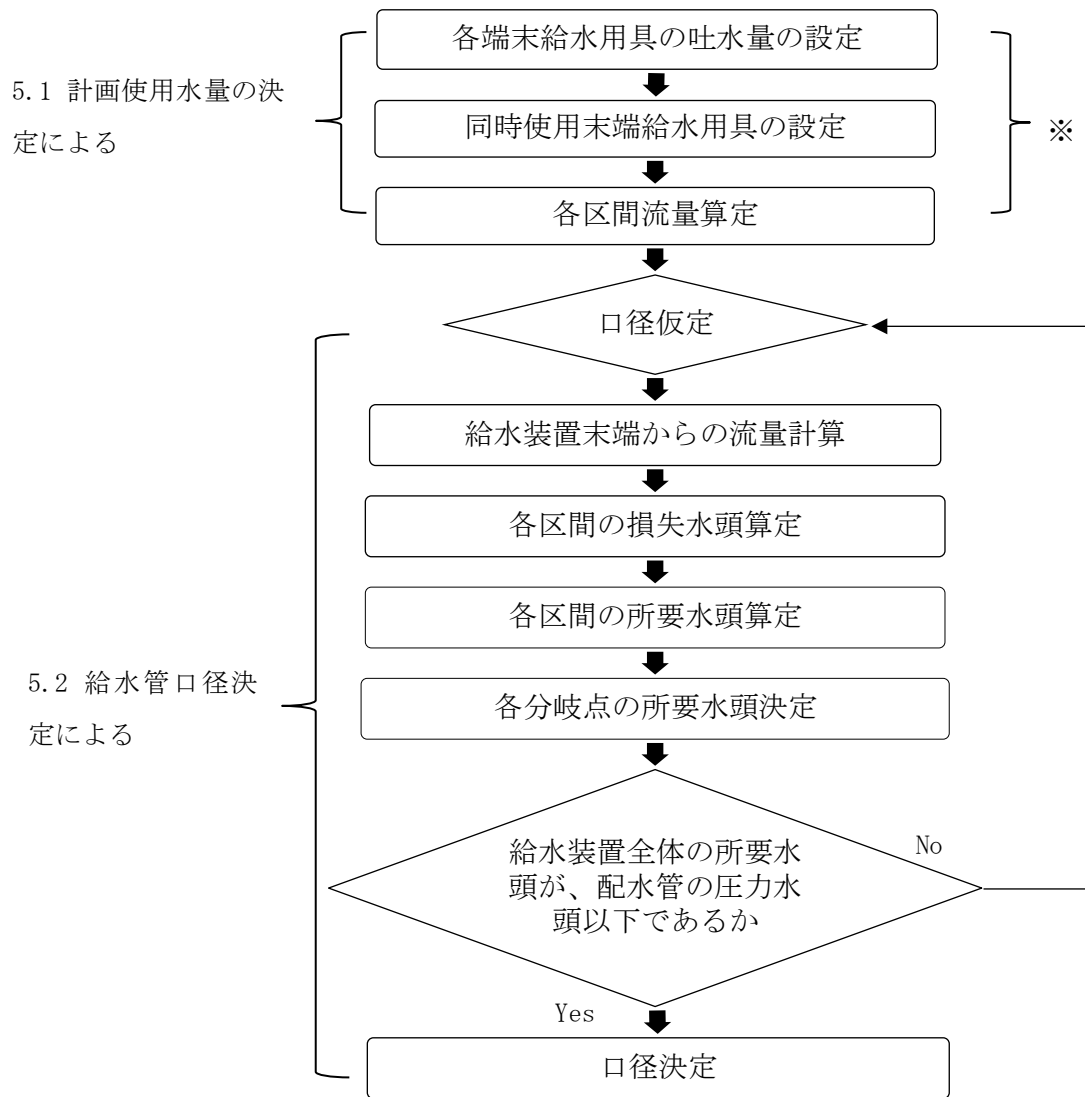 各端末給水用具の吐水量の設定
5.1 計画使用水量の決
定による
同時使用末端給水用具の設定
※
各区間流量算定
口径仮定
給水装置末端からの流量計算
各区間の損失水頭算定
各区間の所要水頭算定
5.2 給水管口径決
定による
各分岐点の所要水頭決定
給水装置全体の所要水
頭が、配水管の圧力水
頭以下であるか
No
Yes
口径決定